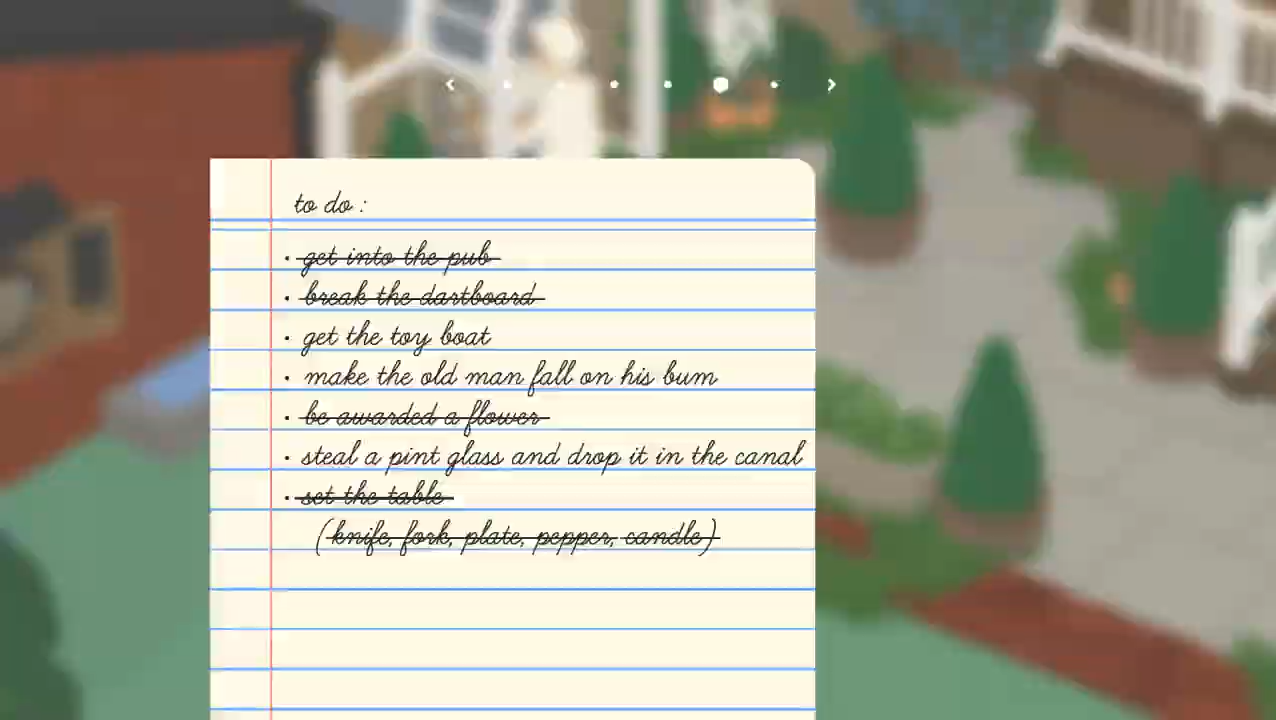 to do :
• get into the pub
• break the dartboard
• get the toy boat
• make the old man fall on his bum
• be awarded a flower
• steal a pint glass and drop it in the canal
• set the table
(knife, fork, plate, pepper, candle)